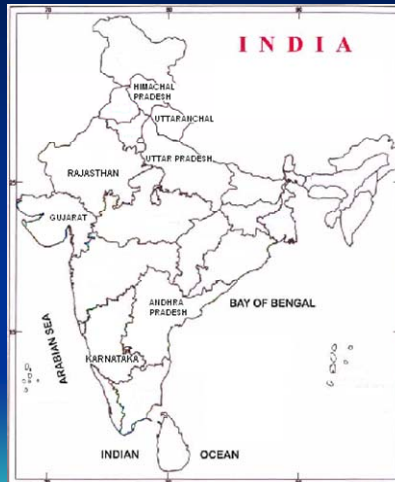 INDIA
HIMACHAL
PRADESH
UTTARANCHAL
UTTAR PRADESH
RAJASTHAN
GUJARAT
ANDHRA
PRADESH
BAY OF BENGAL
ARABIAN SEA
KARNATAKA
INDIAN OCEAN